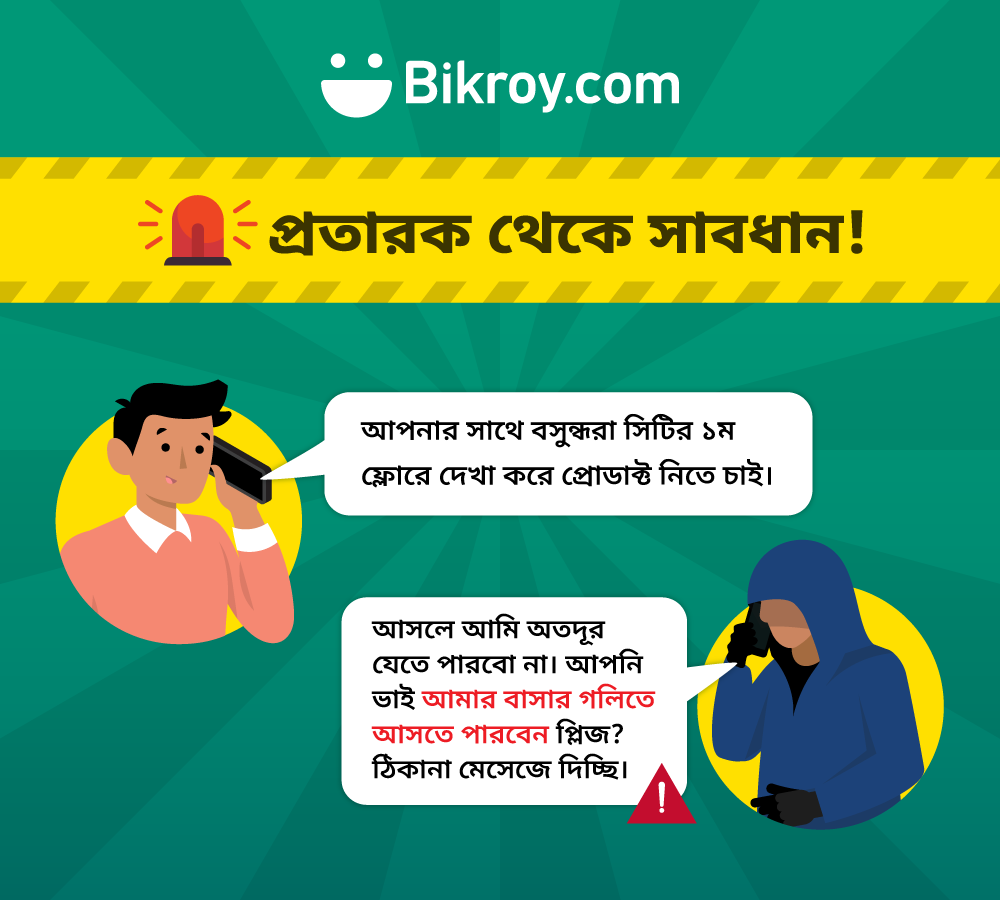 Bikroy.com
প্রতারক থেকে সাবধান!
আপনার সাথে বসুন্ধরা সিটির ১ম
ফ্লোরে দেখা করে প্রোডাক্ট নিতে চাই।
আসলে আমি অতদূর
যেতে পারবো না। আপনি
ভাই আমার বাসার গলিতে
আসতে পারবেন প্লিজ?
ঠিকানা মেসেজে দিচ্ছি।